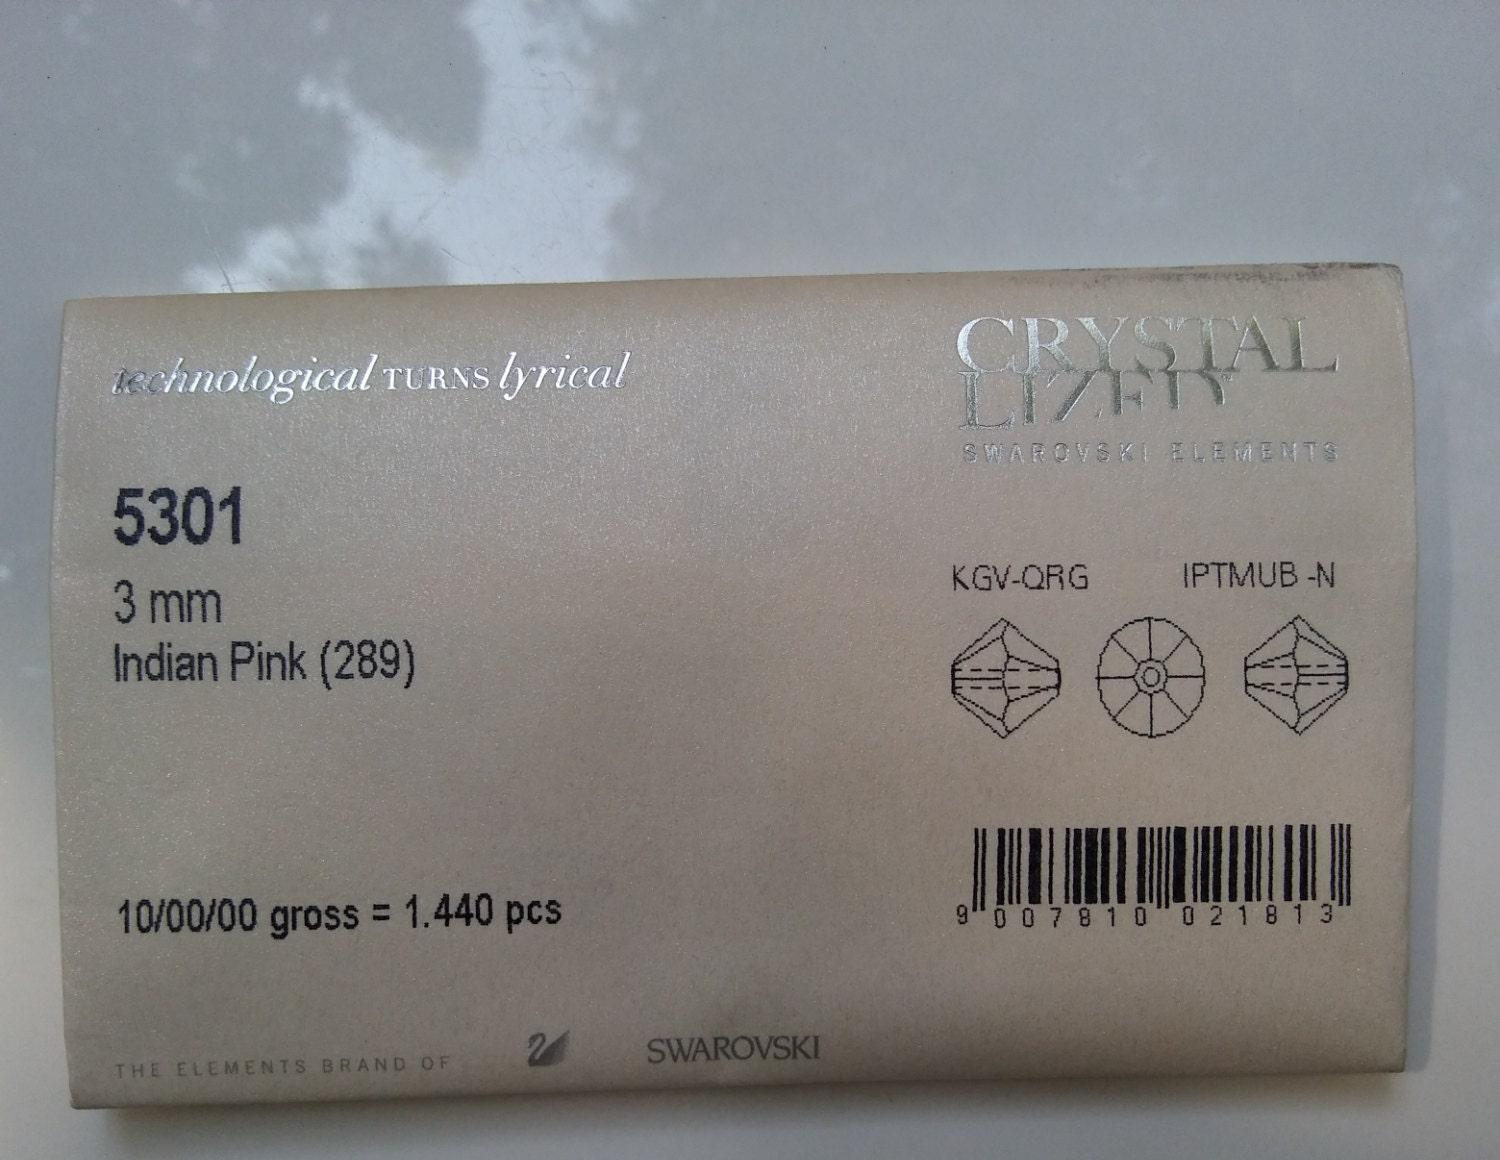 technological TURNS lyrical
CRYSTAL
LIZED
SWAROVSKI ELEMENTS
5301
3 mm
Indian Pink (289)
KGV-QRG IPTMUB -N
10/00/00 gross = 1.440 pcs
9 007810 021813
THE ELEMENTS BRAND OF SWAROVSKI